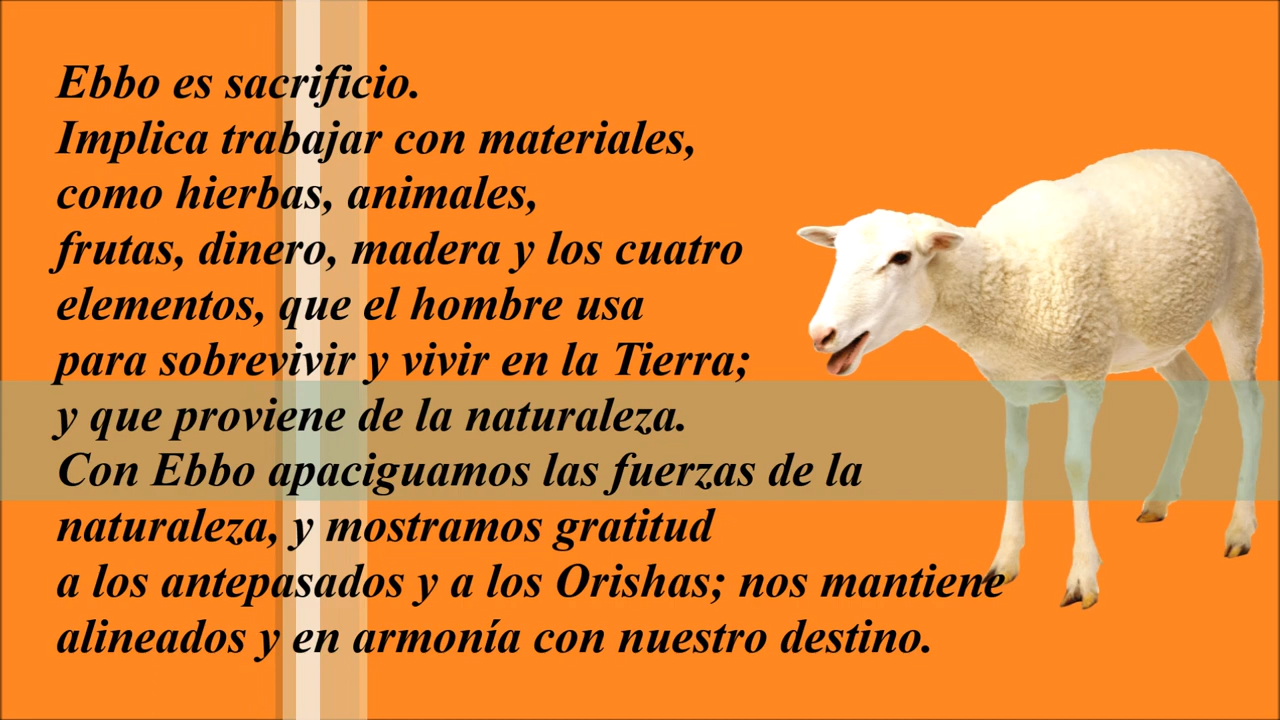 Ebbo es sacrificio.
Implica trabajar con materiales,
como hierbas, animales,
frutas, dinero, madera y los cuatro
elementos, que el hombre usa
para sobrevivir y vivir en la Tierra;
y que proviene de la naturaleza.
Con Ebbo apaciguamos las fuerzas de la
naturaleza, y mostramos gratitud
a los antepasados y a los Orishas; nos mantiene
alineados y en armonía con nuestro destino.